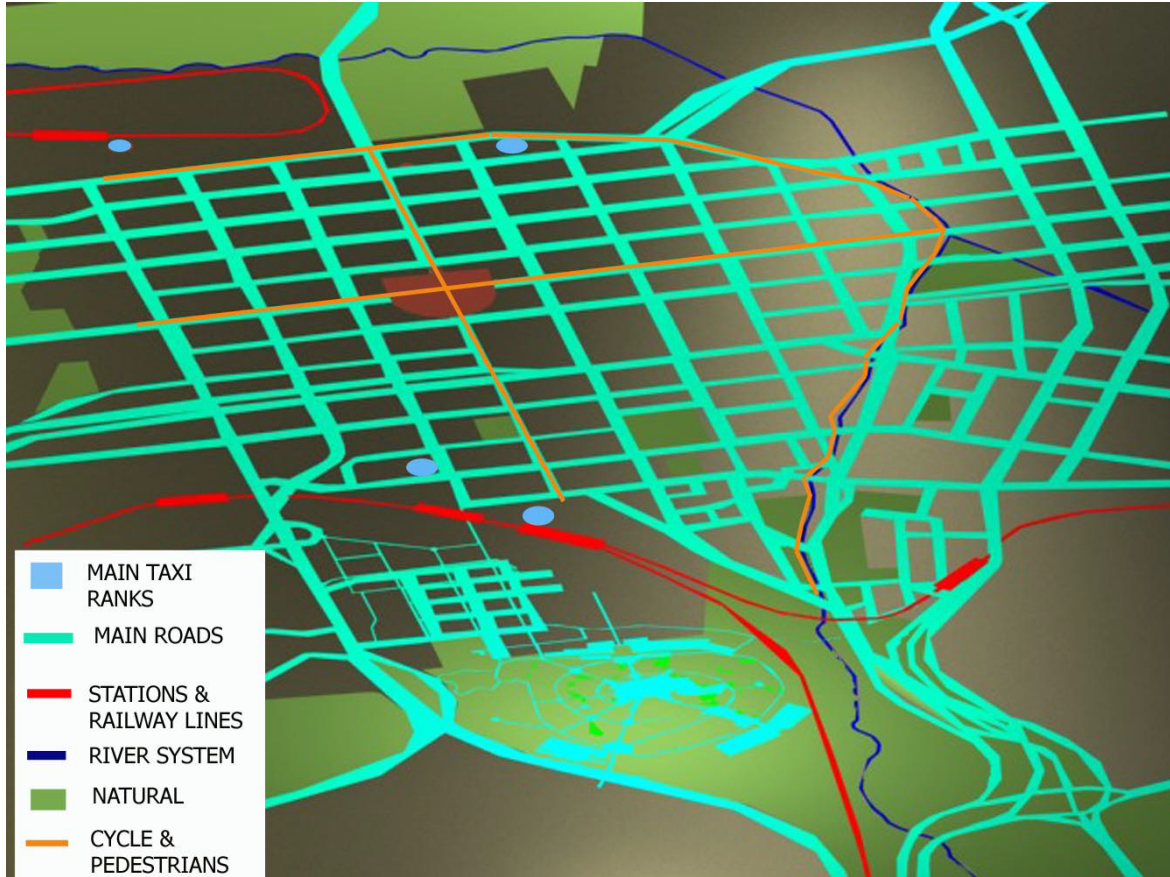 MAIN TAXI
RANKS
MAIN ROADS
STATIONS &
RAILWAY LINES
RIVER SYSTEM
NATURAL
CYCLE &
PEDESTRIANS